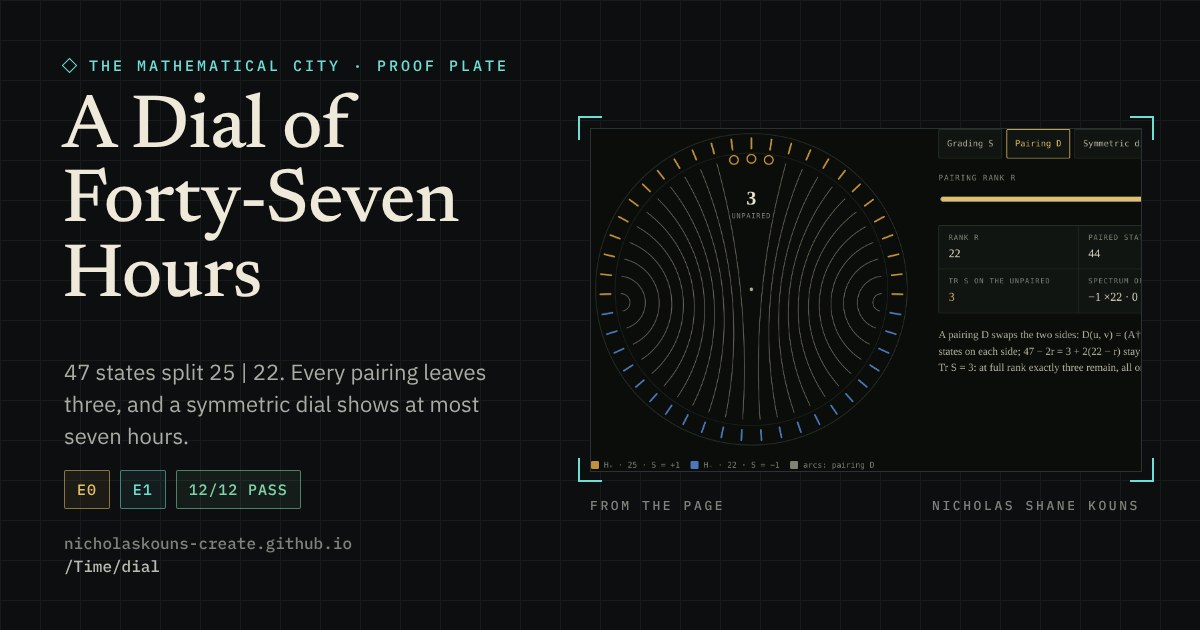 THE MATHEMATICAL CITY · PROOF PLATE
A Dial of
Forty-Seven
Hours
47 states split 25 | 22. Every pairing leaves
three, and a symmetric dial shows at most
seven hours.
E0 E1 12/12 PASS
nicholaskouns-create.github.io
/Time/dial
3
UNPAIRED
H₊ · 25 · S = +1 H₋ · 22 · S = −1 arcs: pairing D
Grading S Pairing D Symmetric d
PAIRING RANK R
RANK R PAIRED STAT
22 44
TR S ON THE UNPAIRED SPECTRUM O
3 −1 ×22 · 0
A pairing D swaps the two sides: D(u, v) = (A†
states on each side; 47 − 2r = 3 + 2(22 − r) stay
Tr S = 3: at full rank exactly three remain, all
FROM THE PAGE NICHOLAS SHANE KOUNS